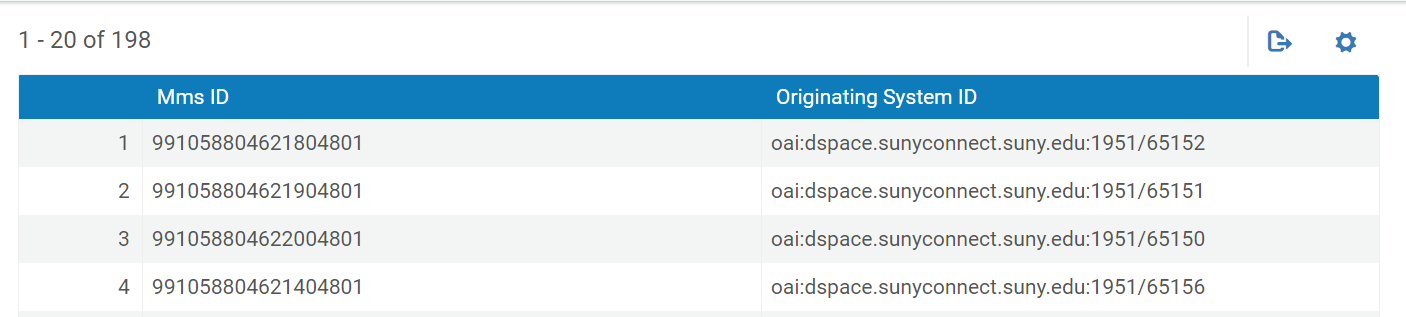 1 - 20 of 198
Mms ID Originating System ID
1 991058804621804801 oai:dspace.sunyconnect.suny.edu:1951/65152
2 991058804621904801 oai:dspace.sunyconnect.suny.edu:1951/65151
3 991058804622004801 oai:dspace.sunyconnect.suny.edu:1951/65150
4 991058804621404801 oai:dspace.sunyconnect.suny.edu:1951/65156